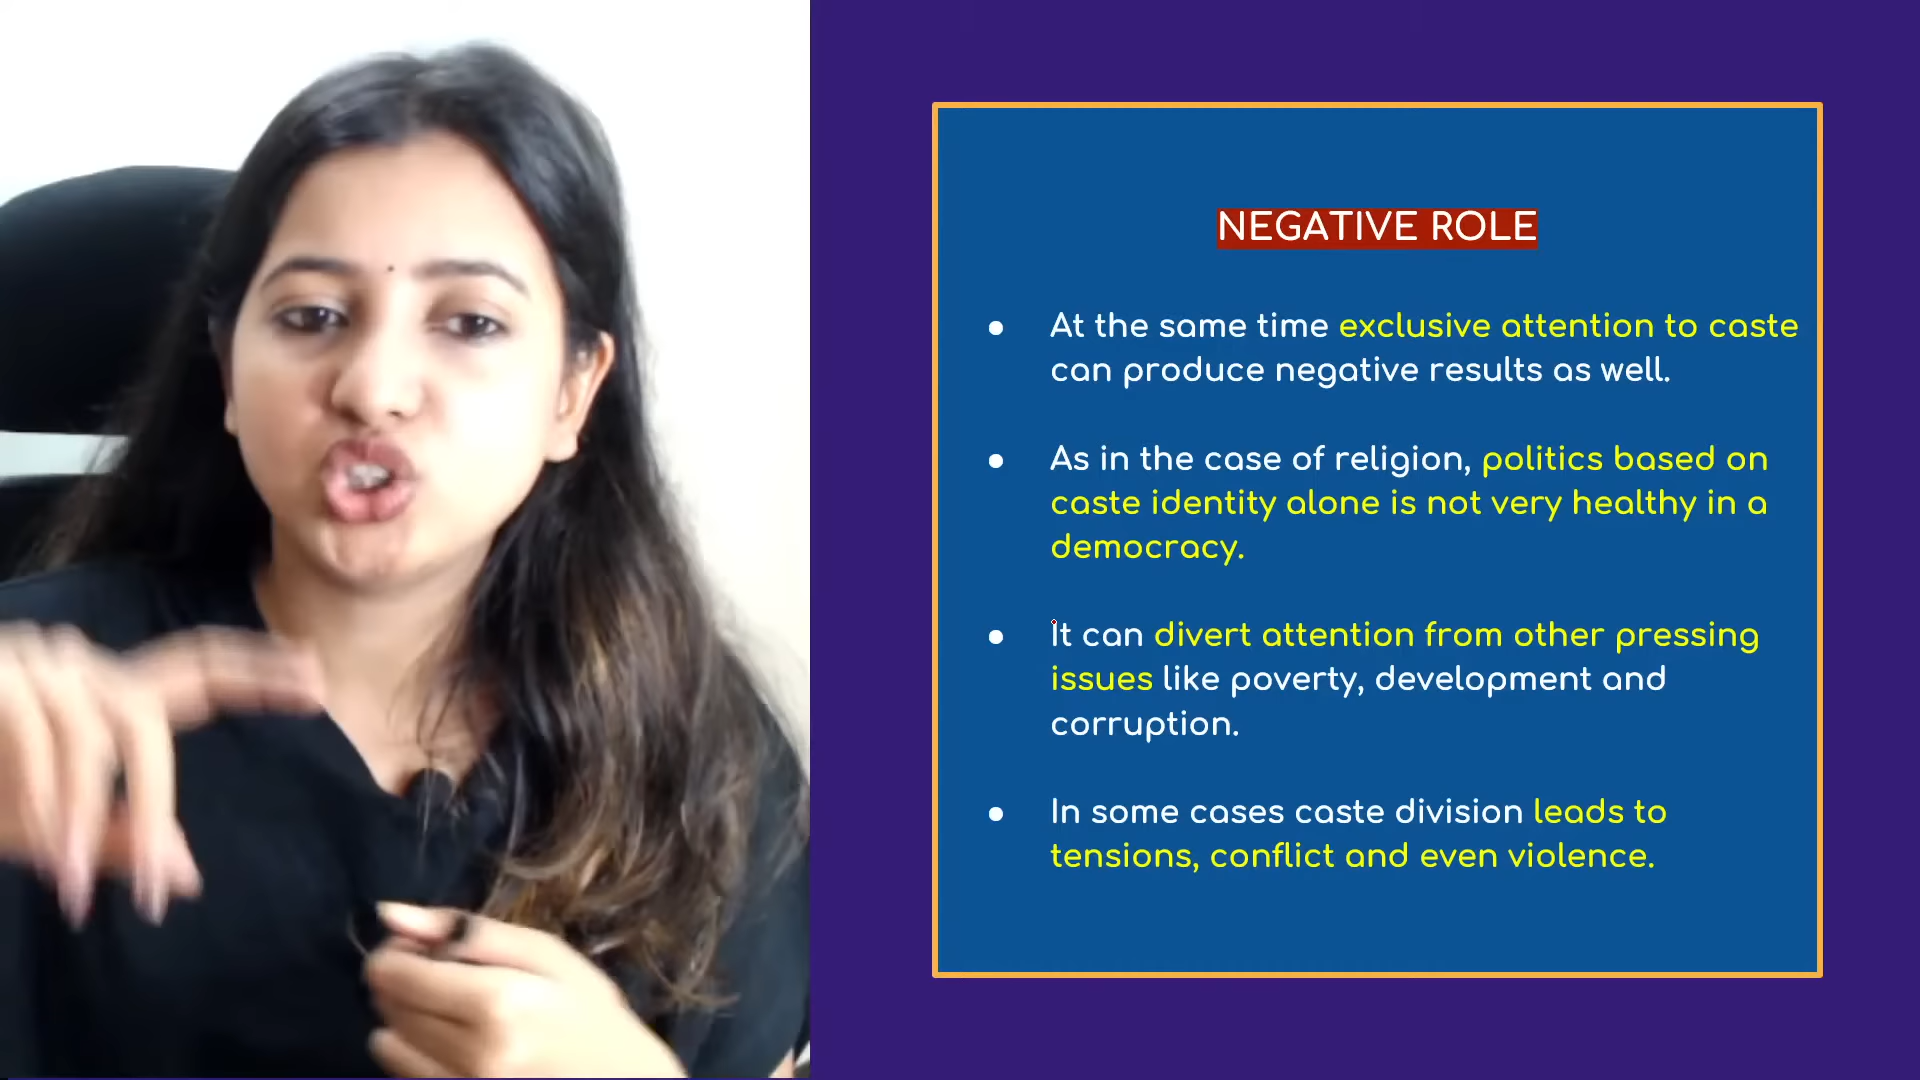 NEGATIVE ROLE
● At the same time exclusive attention to caste
can produce negative results as well.
● As in the case of religion, politics based on
caste identity alone is not very healthy in a
democracy.
● It can divert attention from other pressing
issues like poverty, development and
corruption.
● In some cases caste division leads to
tensions, conflict and even violence.